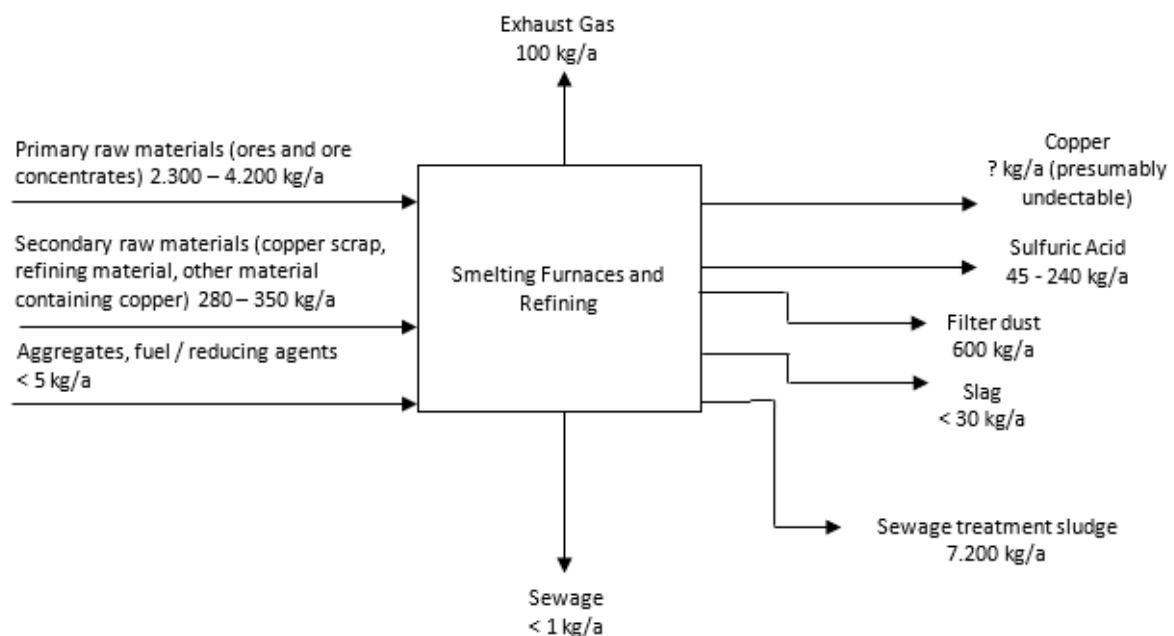 Exhaust Gas
100 kg/a
Primary raw materials (ores and ore
concentrates) 2.300 – 4.200 kg/a
Secondary raw materials (copper scrap,
refining material, other material
containing copper) 280 – 350 kg/a
Aggregates, fuel / reducing agents
< 5 kg/a
Smelting Furnaces and
Refining
Copper
? kg/a (presumably
undectable)
Sulfuric Acid
45 - 240 kg/a
Filter dust
600 kg/a
Slag
< 30 kg/a
Sewage treatment sludge
7.200 kg/a
Sewage
< 1 kg/a